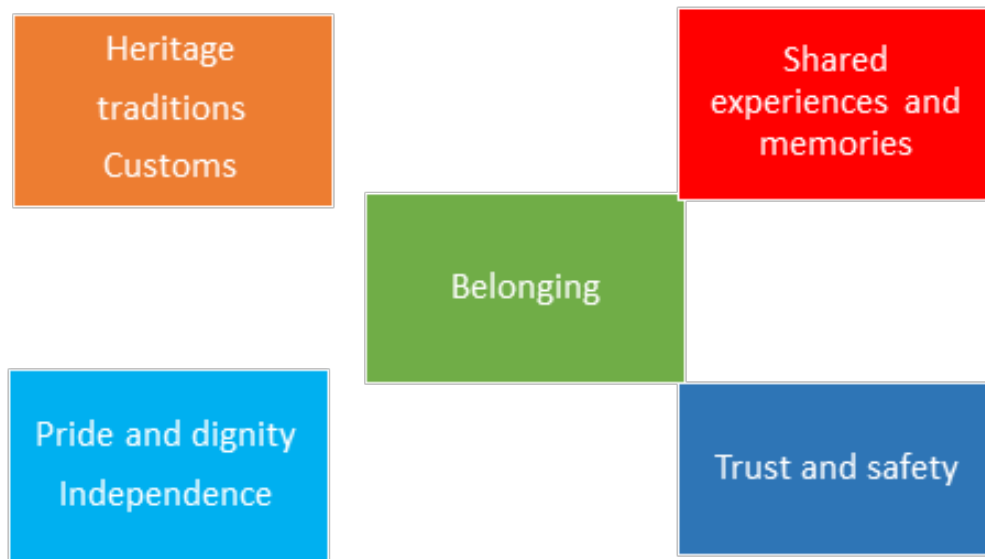 Heritage
traditions
Customs
Shared
experiences and
memories
Belonging
Pride and dignity
Independence
Trust and safety